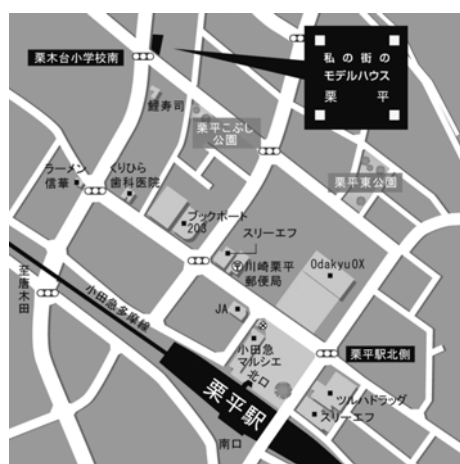 栗木台小学校南
私の街の
モデルハウス
栗 平
鯉寿司
栗平こぶし
公園
栗平東公園
ラーメン
信華
くりひら
歯科医院
ブックポート
203
スリーエフ
川崎栗平
郵便局
OdakyuOX
至唐木田
小田急多摩線
JA
小田急
マルシェ
北口
栗平駅北側
栗平駅
ツルハドラッグ
スリーエフ
南口